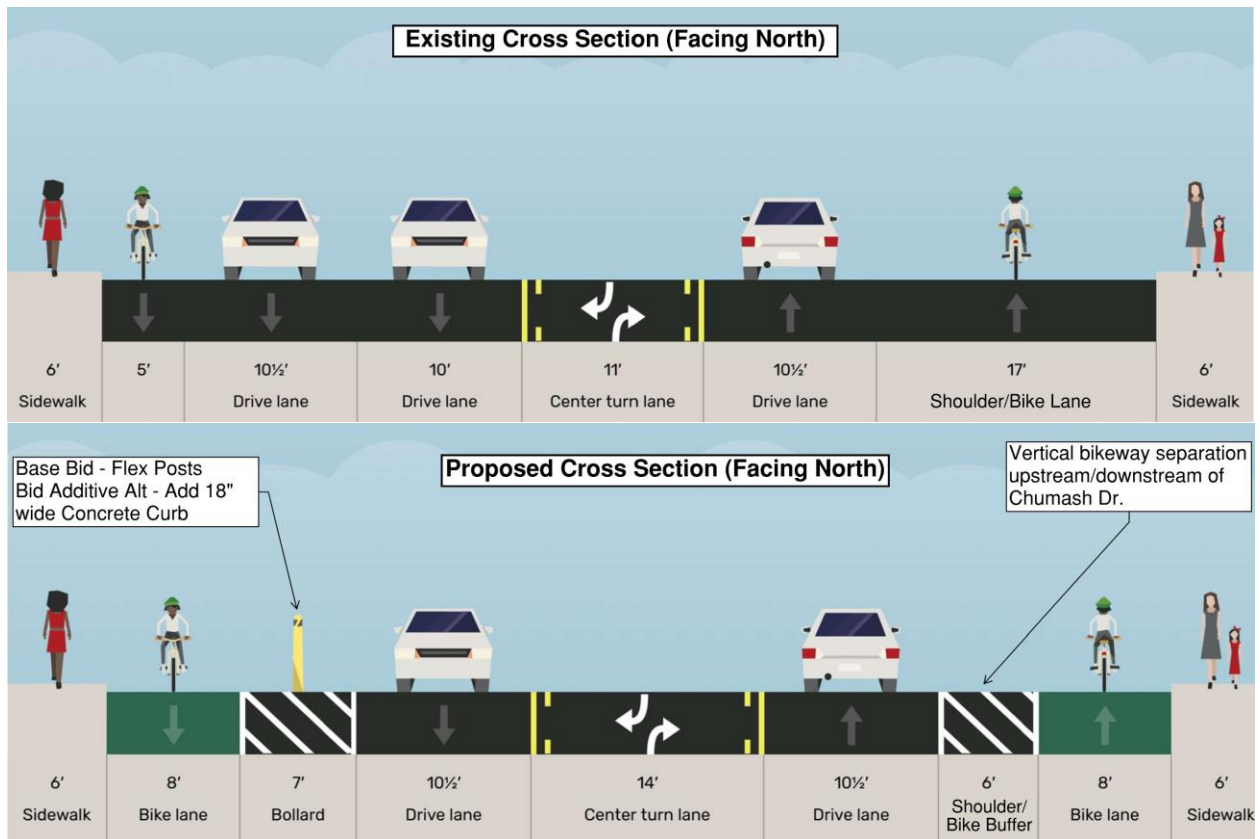 Existing Cross Section (Facing North)
6' 5' 10½' 10' 11' 10½' 17' 6'
Sidewalk Drive lane Drive lane Center turn lane Drive lane Shoulder/Bike Lane Sidewalk
Base Bid - Flex Posts
Bid Additive Alt - Add 18"
wide Concrete Curb
Proposed Cross Section (Facing North)
Vertical bikeway separation
upstream/downstream of
Chumash Dr.
6' 8' 7' 10½' 14' 10½' 6' 8' 6'
Sidewalk Bike lane Bollard Drive lane Center turn lane Drive lane Shoulder/ Bike lane Sidewalk
Bike Buffer